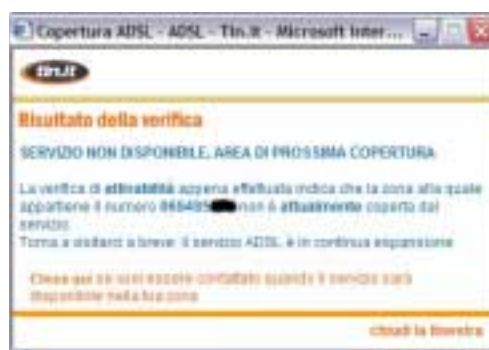 Copertura ADSL - ADSL - Tin.it - Microsoft Inter...
tin.it
Risultato della verifica
SERVIZIO NON DISPONIBILE, AREA DI PROSSIMA COPERTURA
La verifica di attivabilità appena effettuata indica che la zona alla quale
appartiene il numero non è attualmente coperta dal
servizio.
Torna a visitarci a breve: il servizio ADSL è in continua espansione
Clicca qui se vuoi essere contattato quando il servizio sarà
disponibile nella tua zona
chiudi la finestra